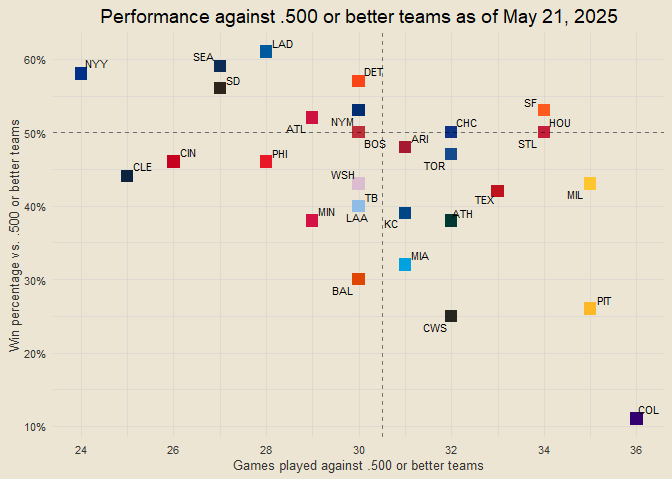 Performance against .500 or better teams as of May 21, 2025
Win percentage vs. .500 or better teams
60%
50%
40%
30%
20%
10%
NYY
SEA
LAD
SD
DET
ATL
NYM
BOS
ARI
CHC
TOR
SF
HOU
STL
CLE
CIN
PHI
WSH
TB
LAA
KC
ATH
TEX
MIL
MIN
MIA
BAL
CWS
PIT
COL
24 26 28 30 32 34 36
Games played against .500 or better teams